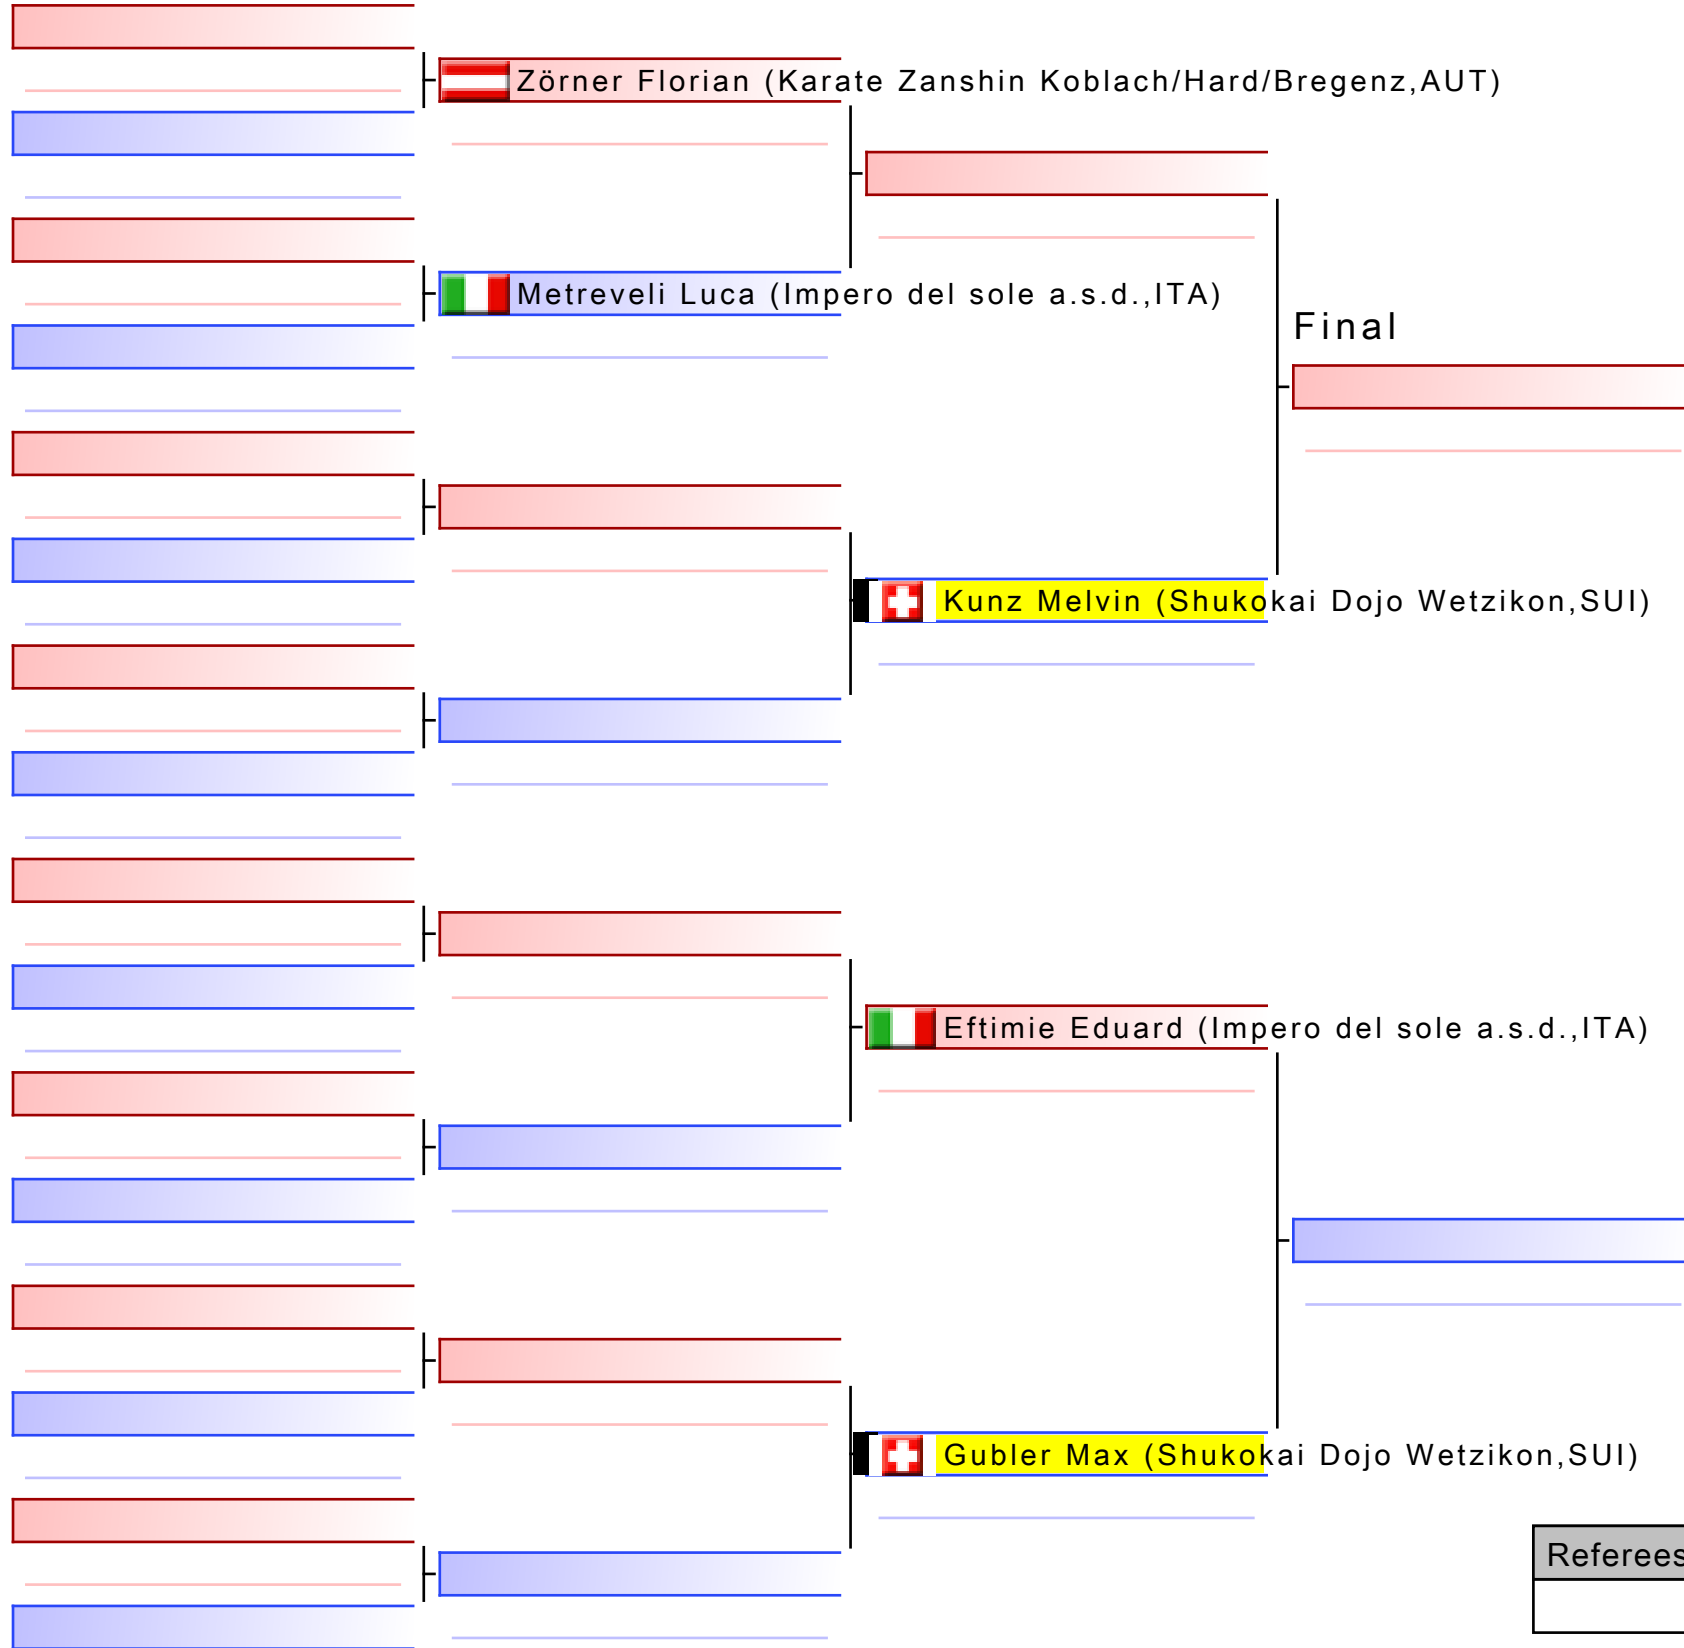 Zörner Florian (Karate Zanshin Koblach/Hard/Bregenz,AUT)
Metreveli Luca (Impero del sole a.s.d.,ITA)
Final
Kunz Melvin (Shukokai Dojo Wetzikon,SUI)
Eftimie Eduard (Impero del sole a.s.d.,ITA)
Gubler Max (Shukokai Dojo Wetzikon,SUI)
Referees